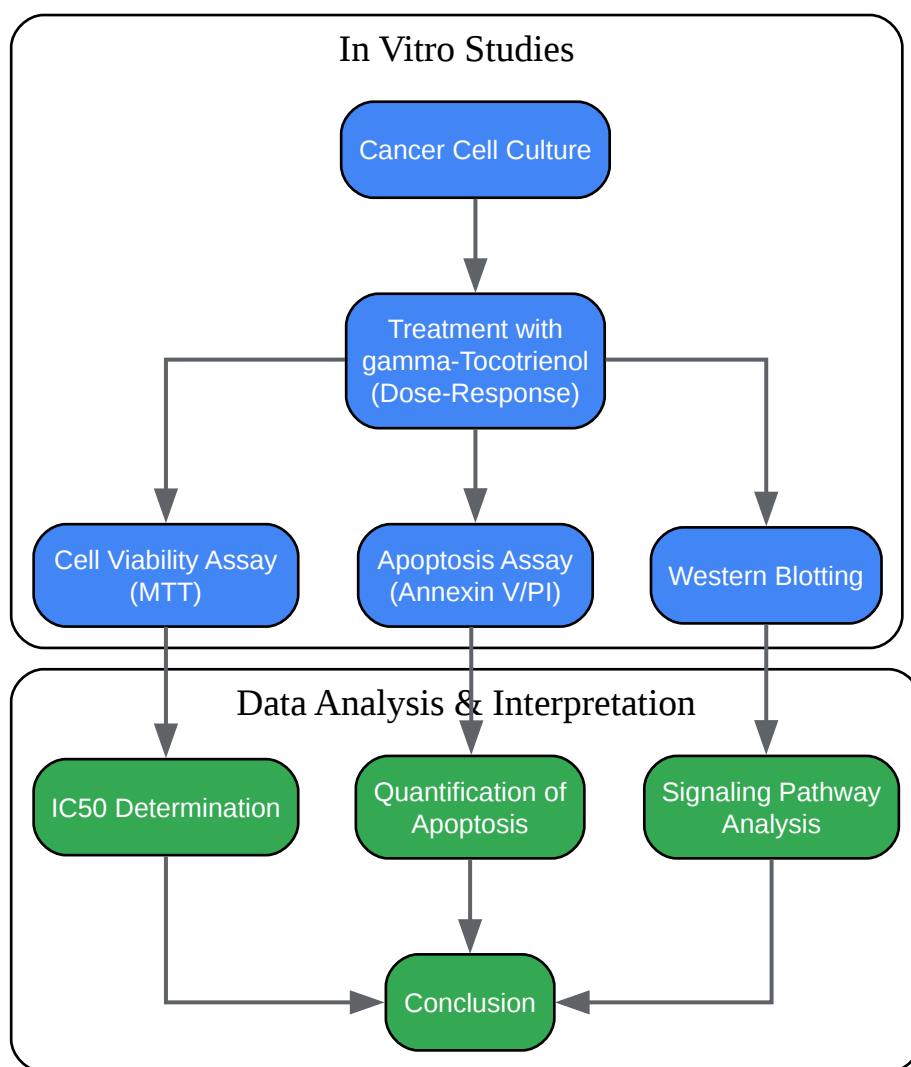 In Vitro Studies
Cancer Cell Culture
Treatment with
gamma-Tocotrienol
(Dose-Response)
Cell Viability Assay
(MTT)
Apoptosis Assay
(Annexin V/PI)
Western Blotting
Data Analysis & Interpretation
IC50 Determination
Quantification of
Apoptosis
Signaling Pathway
Analysis
Conclusion